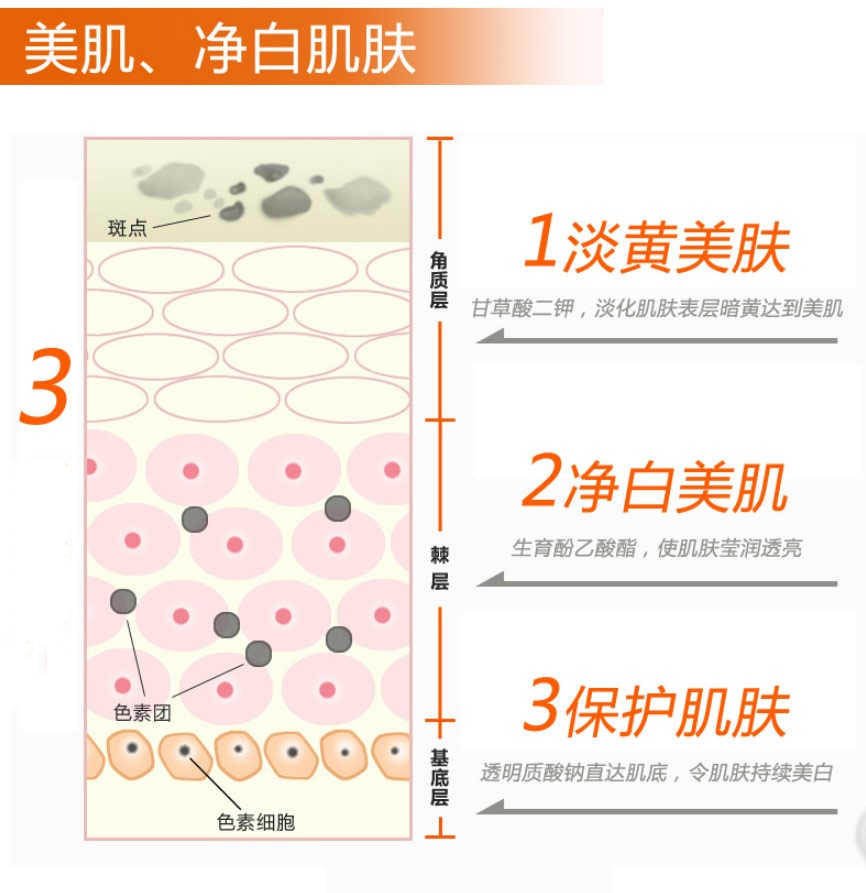 美肌、净白肌肤
3
斑点
角质层
1淡黄美肤
甘草酸二钾，淡化肌肤表层暗黄达到美肌
棘层
2净白美肌
生育酚乙酸酯，使肌肤莹润透亮
色素团
3保护肌肤
基底层
透明质酸钠直达肌底，令肌肤持续美白
色素细胞